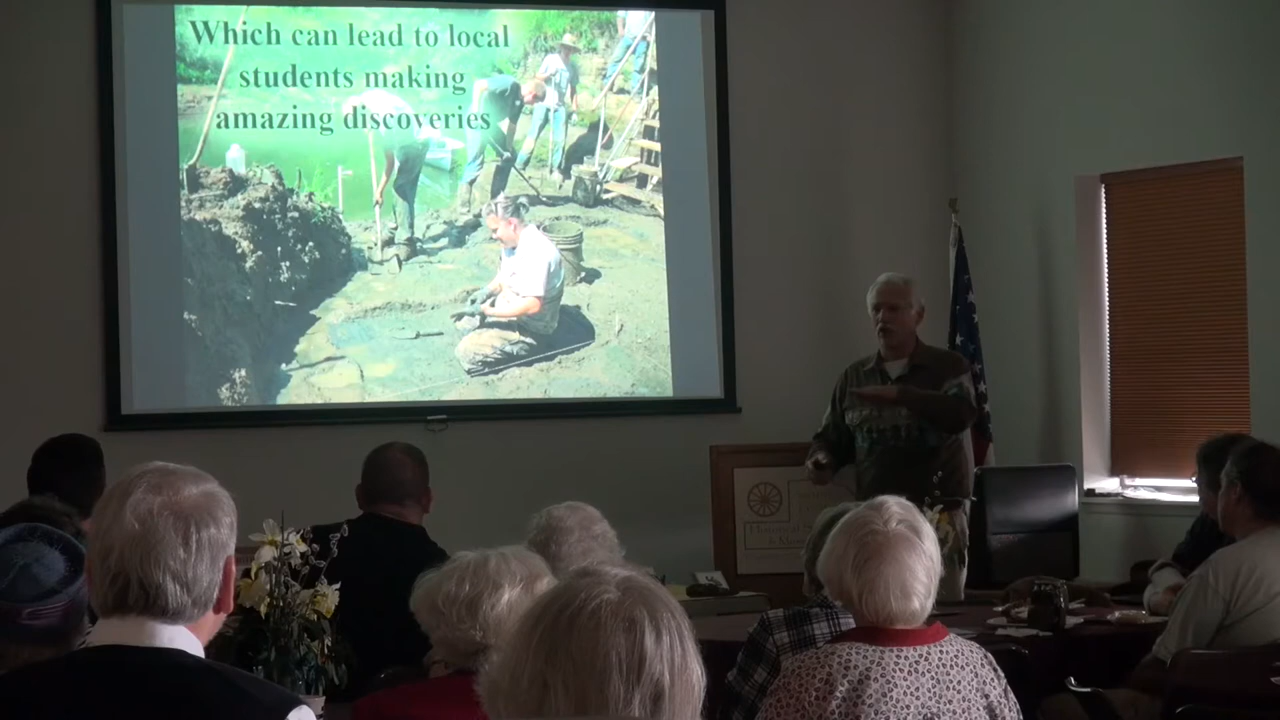 Which can lead to local
students making
amazing discoveries